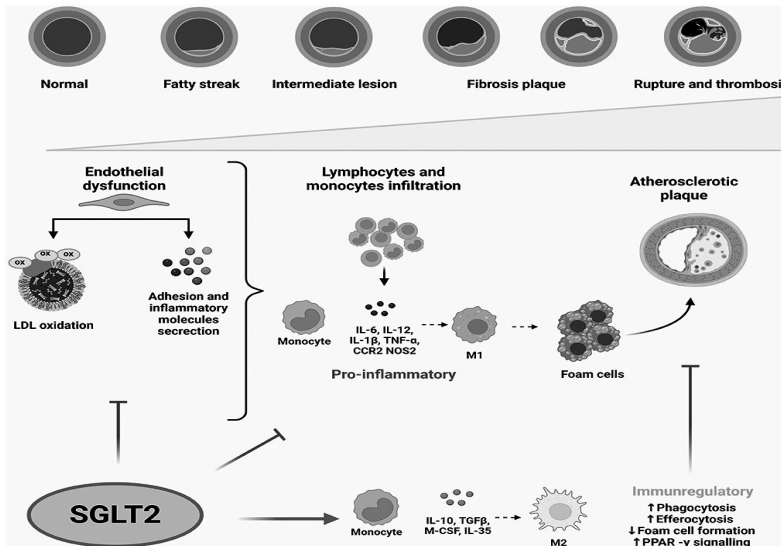 Normal
Fatty streak
Intermediate lesion
Fibrosis plaque
Rupture and thrombosis
Endothelial
dysfunction
ox
ox
ox
LDL oxidation
Adhesion and
inflammatory
molecules
secrection
Lymphocytes and
monocytes infiltration
Monocyte
IL-6, IL-12,
IL-1β, TNF-α,
CCR2 NOS2
M1
Pro-inflammatory
Foam cells
Atherosclerotic
plaque
SGLT2
Monocyte
IL-10, TGFβ,
M-CSF, IL-35
M2
Immunregulatory
↑Phagocytosis
↑Efferocytosis
↓Foam cell formation
↑PPAR -γ signalling